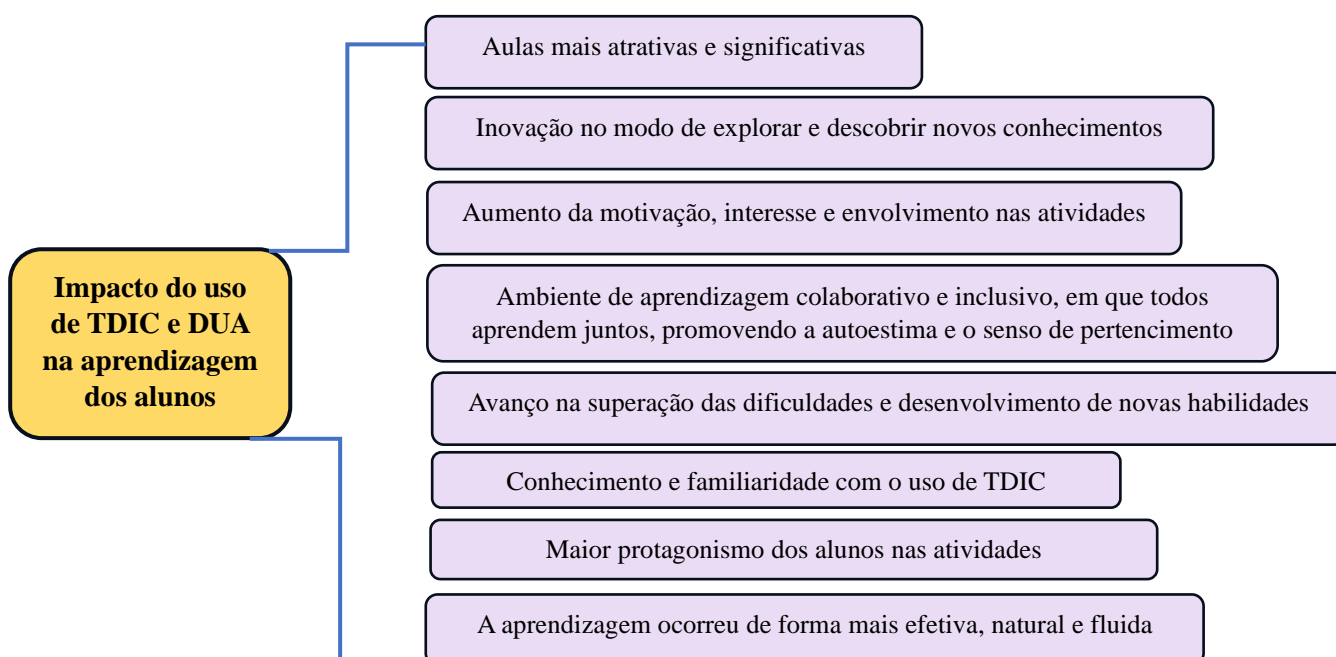 Impacto do uso
de TDIC e DUA
na aprendizagem
dos alunos
Aulas mais atrativas e significativas
Inovação no modo de explorar e descobrir novos conhecimentos
Aumento da motivação, interesse e envolvimento nas atividades
Ambiente de aprendizagem colaborativo e inclusivo, em que todos
aprendem juntos, promovendo a autoestima e o senso de pertencimento
Avanço na superação das dificuldades e desenvolvimento de novas habilidades
Conhecimento e familiaridade com o uso de TDIC
Maior protagonismo dos alunos nas atividades
A aprendizagem ocorreu de forma mais efetiva, natural e fluida